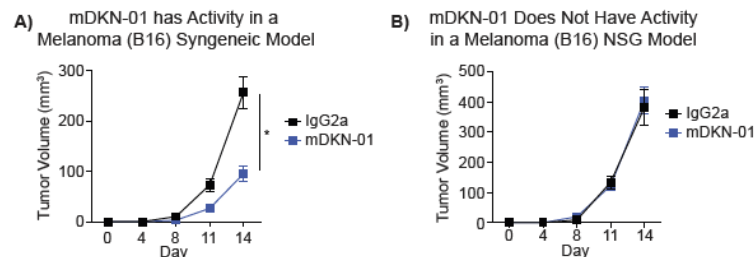 A)
mDKN-01 has Activity in a
Melanoma (B16) Syngeneic Model
Tumor Volume (mm³)
300
200
100
0
0 4 8 11 14
Day
*
IgG2a
mDKN-01
B)
mDKN-01 Does Not Have Activity
in a Melanoma (B16) NSG Model
Tumor Volume (mm³)
500
400
300
200
100
0
0 4 8 11 14
Day
IgG2a
mDKN-01